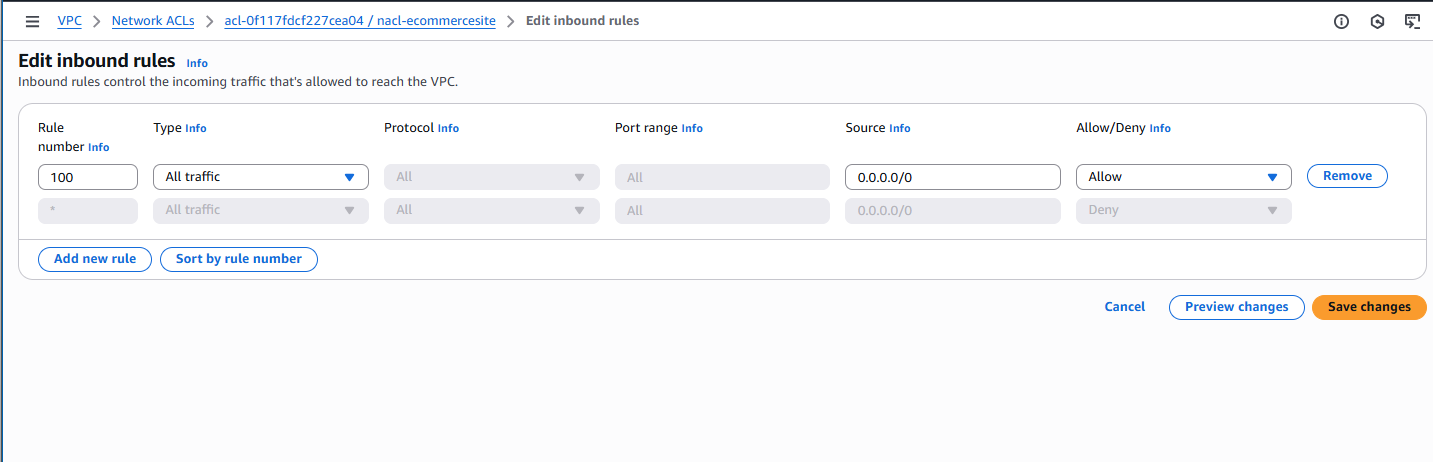 VPC > Network ACLs > acl-0f117fdcf227cea04 / nacl-ecommercesite > Edit inbound rules
Edit inbound rules Info
Inbound rules control the incoming traffic that's allowed to reach the VPC.
Rule number Info Type Info Protocol Info Port range Info Source Info Allow/Deny Info
100 All traffic All All 0.0.0.0/0 Allow Remove
* All traffic All All 0.0.0.0/0 Deny
Add new rule Sort by rule number
Cancel Preview changes Save changes